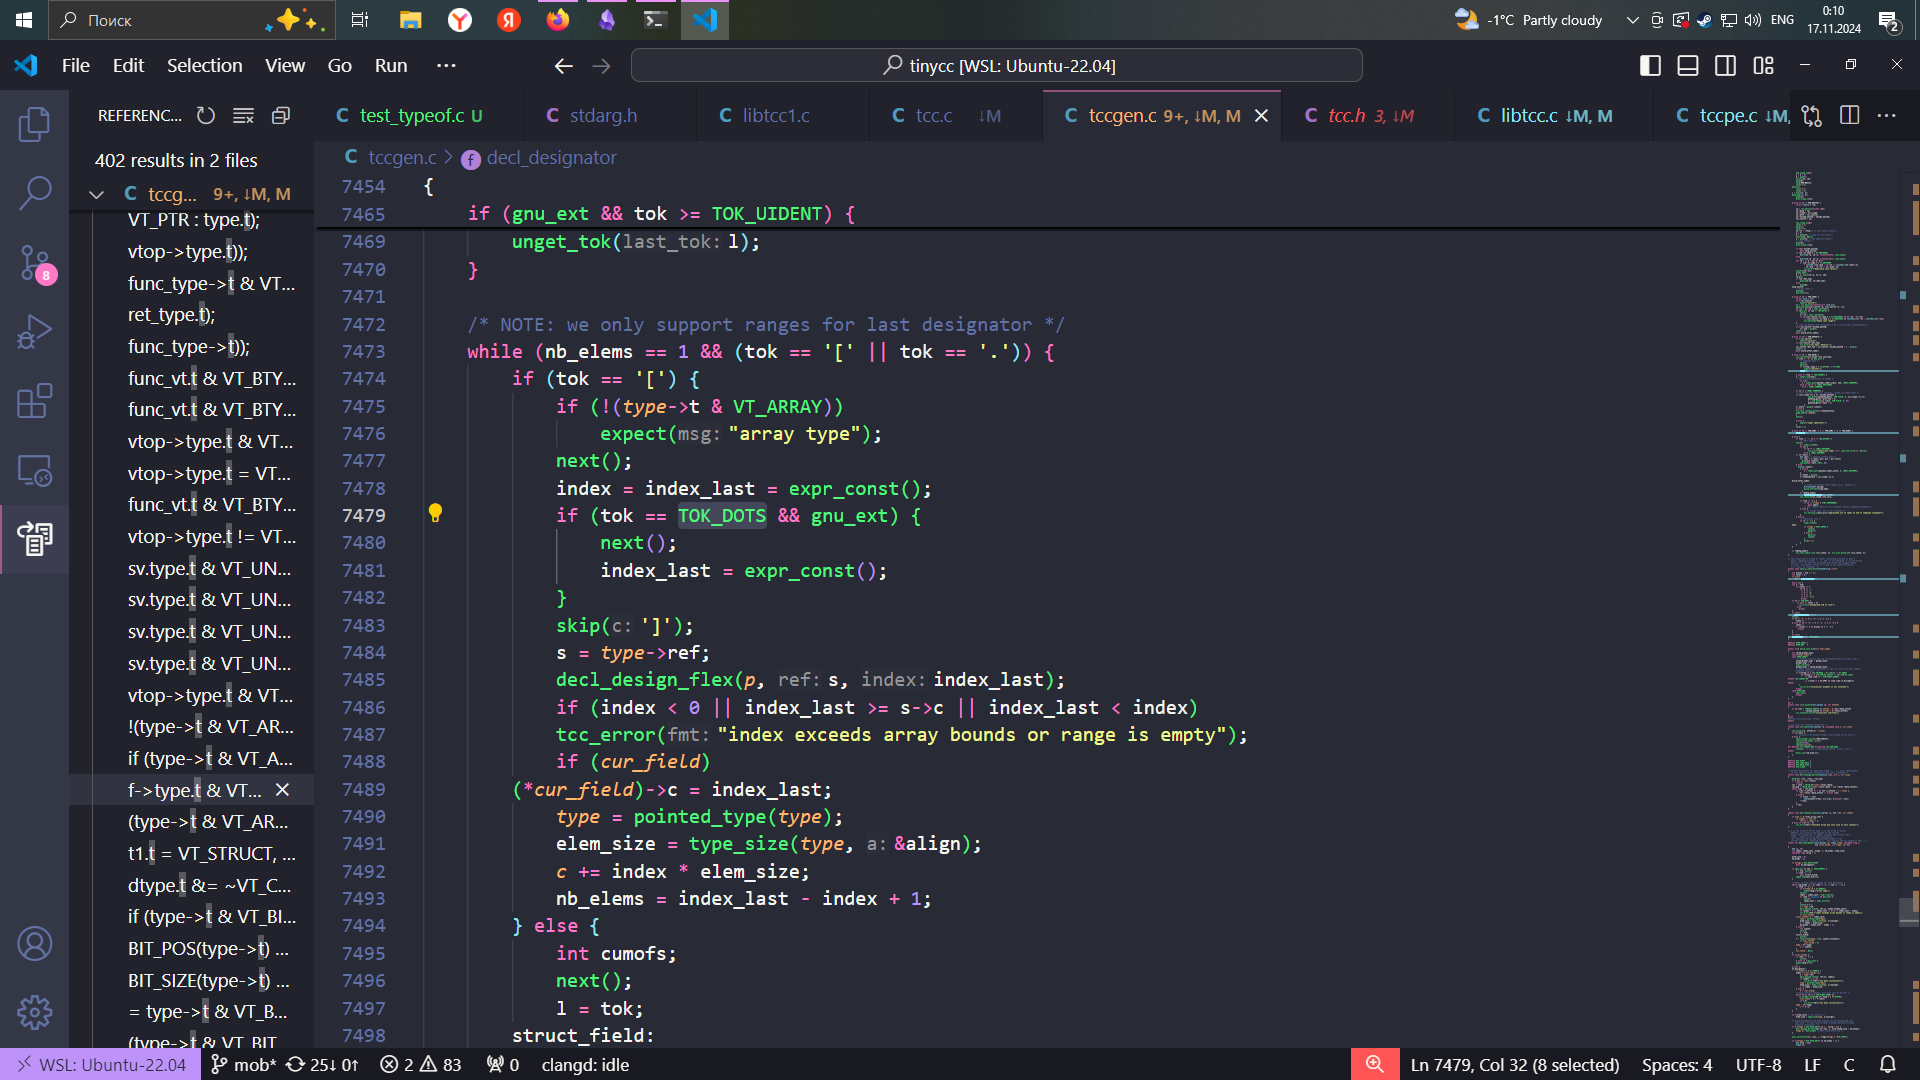 Поиск
-1°C Partly cloudy
ENG
0:10
17.11.2024
2
File Edit Selection View Go Run ···
tinycc [WSL: Ubuntu-22.04]
REFERENC...
C test_typeof.c U
C stdarg.h
C libtcc1.c
C tcc.c ↓M
C tccgen.c 9+, ↓M, M
C tcc.h 3, ↓M
C libtcc.c ↓M, M
C tccpe.c ↓M,
402 results in 2 files
C tccg... 9+, ↓M, M
VT_PTR : type.t);
vtop->type.t));
func_type->t & VT...
ret_type.t);
func_type->t));
func_vt.t & VT_BTY...
func_vt.t & VT_BTY...
vtop->type.t & VT...
vtop->type.t = VT...
func_vt.t & VT_BTY...
vtop->type.t != VT...
sv.type.t & VT_UN...
sv.type.t & VT_UN...
sv.type.t & VT_UN...
sv.type.t & VT_UN...
vtop->type.t & VT...
!(type->t & VT_AR...
if (type->t & VT_A...
f->type.t & VT...
(type->t & VT_AR...
t1.t = VT_STRUCT, ...
dtype.t &= ~VT_C...
if (type->t & VT_BI...
BIT_POS(type->t) ...
BIT_SIZE(type->t) ...
= type->t & VT_B...
(type->t & VT_BIT
8
C tccgen.c > f decl_designator
7454 {
7465 if (gnu_ext && tok >= TOK_UIDENT) {
7469 unget_tok(last_tok: l);
7470 }
7471
7472 /* NOTE: we only support ranges for last designator */
7473 while (nb_elems == 1 && (tok == '[' || tok == '.')) {
7474 if (tok == '[') {
7475 if (!(type->t & VT_ARRAY))
7476 expect(msg: "array type");
7477 next();
7478 index = index_last = expr_const();
7479 if (tok == TOK_DOTS && gnu_ext) {
7480 next();
7481 index_last = expr_const();
7482 }
7483 skip(c: ']');
7484 s = type->ref;
7485 decl_design_flex(p, ref: s, index: index_last);
7486 if (index < 0 || index_last >= s->c || index_last < index)
7487 tcc_error(fmt: "index exceeds array bounds or range is empty");
7488 if (cur_field)
7489 (*cur_field)->c = index_last;
7490 type = pointed_type(type);
7491 elem_size = type_size(type, a: &align);
7492 c += index * elem_size;
7493 nb_elems = index_last - index + 1;
7494 } else {
7495 int cumofs;
7496 next();
7497 l = tok;
7498 struct_field:
WSL: Ubuntu-22.04 mob* 25↓ 0↑ 2 83 0 clangd: idle
Ln 7479, Col 32 (8 selected) Spaces: 4 UTF-8 LF C